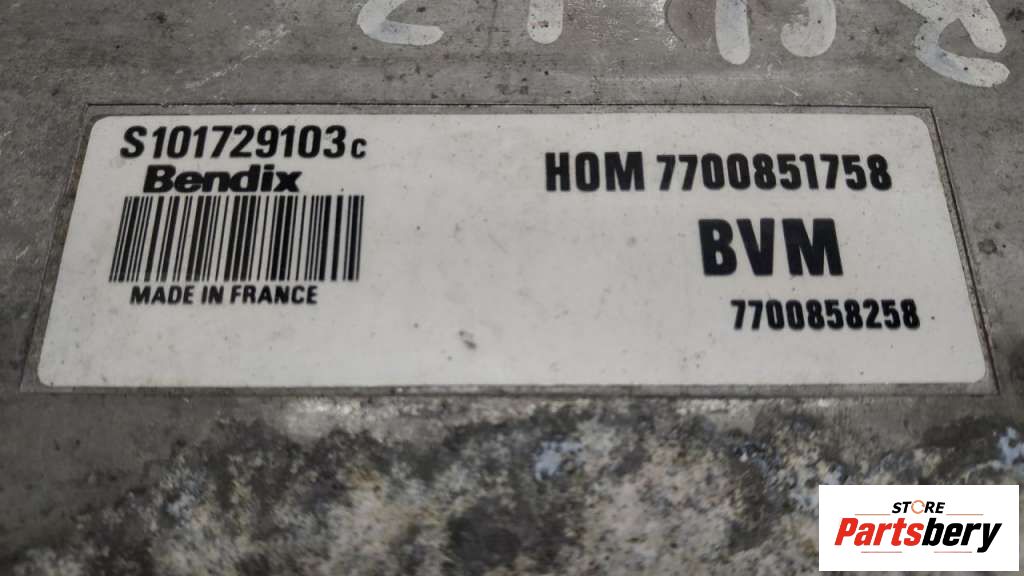 S101729103c
Bendix
MADE IN FRANCE
HOM 7700851758
BVM
7700858258
STORE
Partsbery